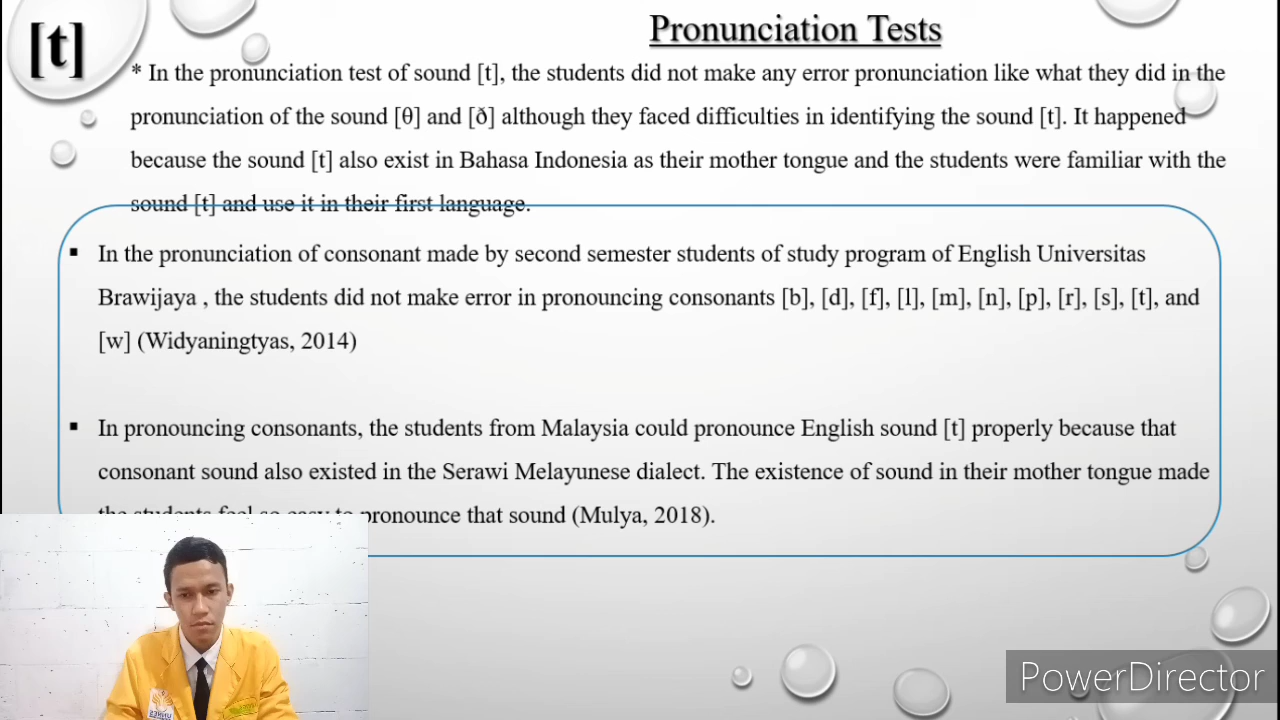 [t]
Pronunciation Tests
* In the pronunciation test of sound [t], the students did not make any error pronunciation like what they did in the
pronunciation of the sound [θ] and [ð] although they faced difficulties in identifying the sound [t]. It happened
because the sound [t] also exist in Bahasa Indonesia as their mother tongue and the students were familiar with the
sound [t] and use it in their first language.
▪ In the pronunciation of consonant made by second semester students of study program of English Universitas
Brawijaya , the students did not make error in pronouncing consonants [b], [d], [f], [l], [m], [n], [p], [r], [s], [t], and
[w] (Widyaningtyas, 2014)
▪ In pronouncing consonants, the students from Malaysia could pronounce English sound [t] properly because that
consonant sound also existed in the Serawi Melayunese dialect. The existence of sound in their mother tongue made
the students feel so easy to pronounce that sound (Mulya, 2018).
PowerDirector